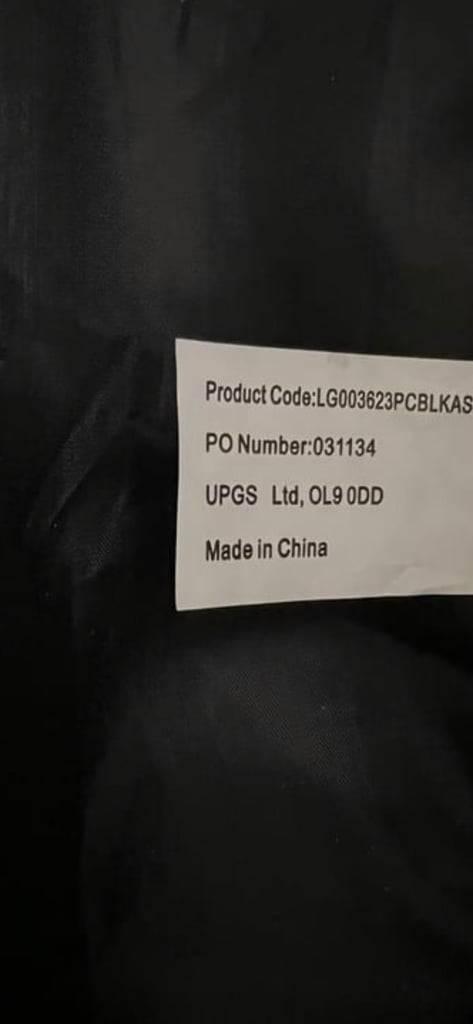 Product Code:LG003623PCBLKAS
PO Number:031134
UPGS Ltd, OL9 0DD
Made in China